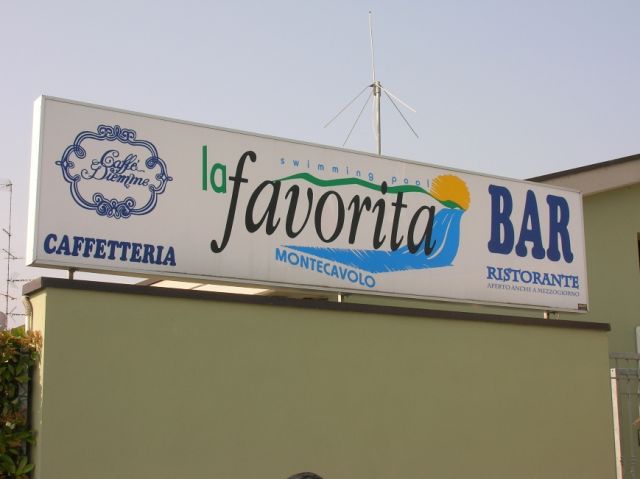 Caffè
Diemme
CAFFETTERIA
swimming pool
la favorita
MONTECAVOLO
BAR
RISTORANTE
APERTO ANCHE A MEZZOGIORNO